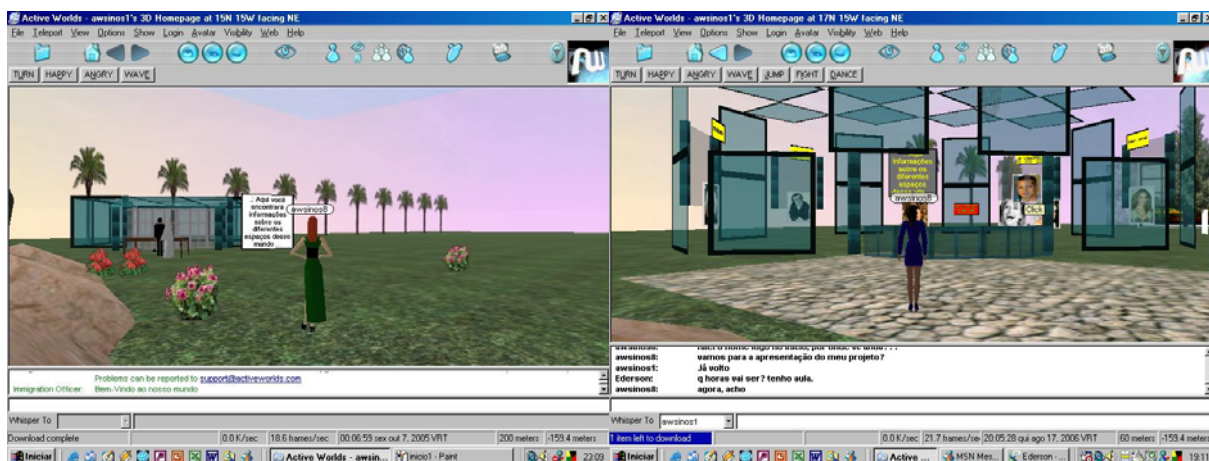 Active Worlds - awsinos1's 3D Homepage at 15N 15W facing NE
File Teleport View Options Show Login Avatar Visibility Web Help
TURN HAPPY ANGRY WAVE
.: Aqui você
encontrara
informações
sobre os
diferentes
espaços desse
mundo
awsinos8
Problems can be reported to support@activeworlds.com
Immigration Officer: Bem-Vindo ao nosso mundo
Whisper To
Download complete 0.0 K/sec 18.6 frames/sec 00:06:59 sex out 7, 2005 VRT 200 meters -159.4 meters
Iniciar Active Worlds - awsin... inicio1 - Paint 23:09
Active Worlds - awsinos1's 3D Homepage at 17N 15W facing NE
File Teleport View Options Show Login Avatar Visibility Web Help
TURN HAPPY ANGRY WAVE JUMP FIGHT DANCE
informações
sobre os
diferentes
espaços
awsinos8
Click
awsinos8: vamos para a apresentação do meu projeto?
awsinos1: Já volto
Ederson: q horas vai ser? tenho aula.
awsinos8: agora, acho
Whisper To awsinos1
1 item left to download 0.0 K/sec 21.7 frames/se 20:05:28 qui ago 17, 2006 VRT 60 meters -159.4 meters
Iniciar Active ... MSN Mes... Ederson - ... 19:11